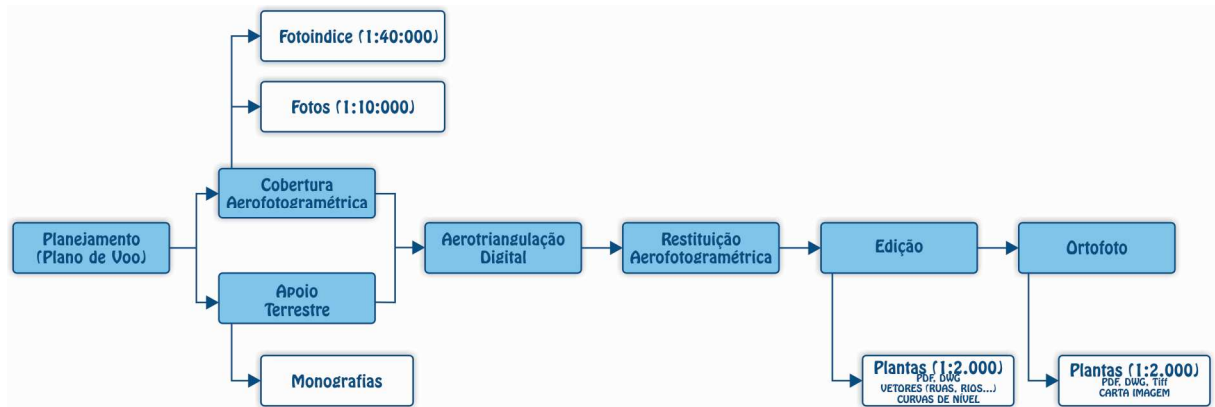 Fotoindice (1:40:000)
Fotos (1:10:000)
Cobertura
Aerofotogramétrica
Planejamento
(Plano de Voo)
Apoio
Terrestre
Monografias
Aerotriangulação
Digital
Restituição
Aerofotogramétrica
Edição
Ortofoto
Plantas (1:2.000)
PDF, DWG
VETORES (RUAS, RIOS...)
CURVAS DE NÍVEL
Plantas (1:2.000)
PDF, DWG, Tiff
CARTA IMAGEM